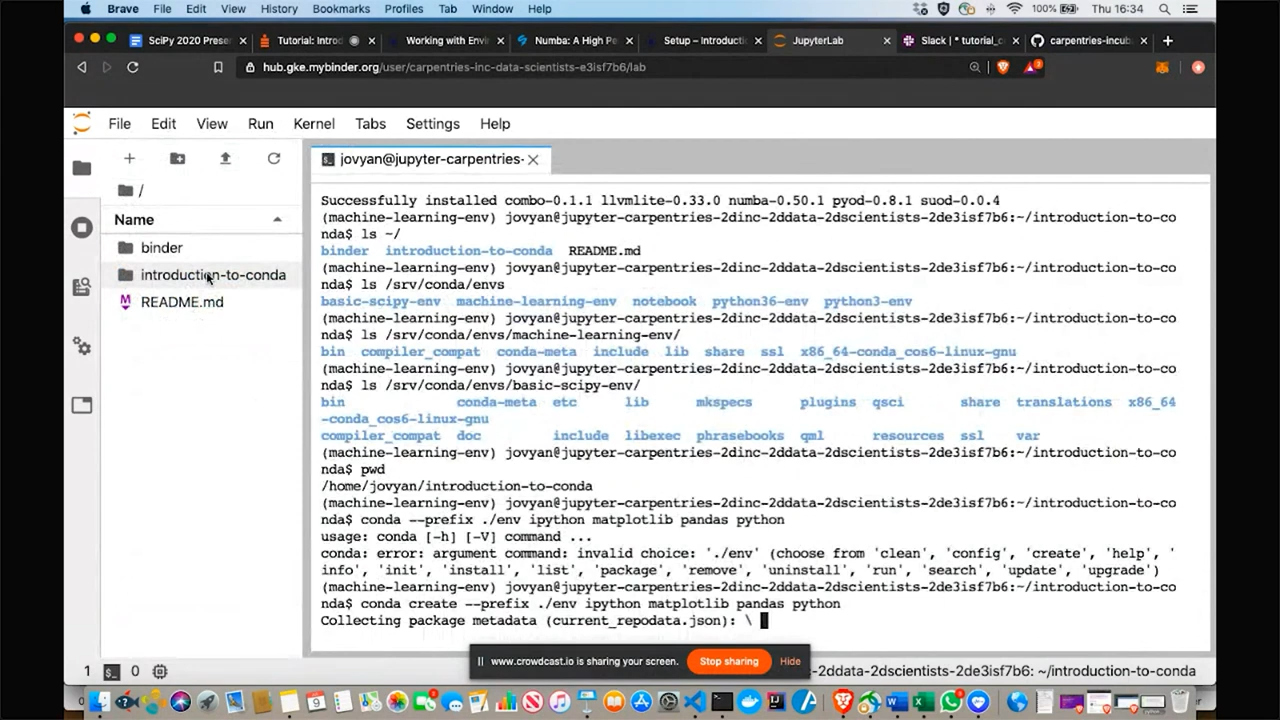 Brave File Edit View History Bookmarks Profiles Tab Window Help 100% Thu 16:34
SciPy 2020 Prese Tutorial: Introd Working with Envi Numba: A High P Setup – Introductio JupyterLab Slack | * tutorial_c carpentries-incub
hub.gke.mybinder.org/user/carpentries-inc-data-scientists-e3isf7b6/lab
File Edit View Run Kernel Tabs Settings Help
jovyan@jupyter-carpentries-
/
Name
binder
introduction-to-conda
README.md
Successfully installed combo-0.1.1 llvmlite-0.33.0 numba-0.50.1 pyod-0.8.1 suod-0.0.4
(machine-learning-env) jovyan@jupyter-carpentries-2dinc-2ddata-2dscientists-2de3isf7b6:~/introduction-to-co
nda$ ls ~/
binder introduction-to-conda README.md
(machine-learning-env) jovyan@jupyter-carpentries-2dinc-2ddata-2dscientists-2de3isf7b6:~/introduction-to-co
nda$ ls /srv/conda/envs
basic-scipy-env machine-learning-env notebook python36-env python3-env
(machine-learning-env) jovyan@jupyter-carpentries-2dinc-2ddata-2dscientists-2de3isf7b6:~/introduction-to-co
nda$ ls /srv/conda/envs/machine-learning-env/
bin compiler_compat conda-meta include lib share ssl x86_64-conda_cos6-linux-gnu
(machine-learning-env) jovyan@jupyter-carpentries-2dinc-2ddata-2dscientists-2de3isf7b6:~/introduction-to-co
nda$ ls /srv/conda/envs/basic-scipy-env/
bin conda-meta etc lib mkspecs plugins qsci share translations x86_64
-conda_cos6-linux-gnu
compiler_compat doc include libexec phrasebooks qml resources ssl var
(machine-learning-env) jovyan@jupyter-carpentries-2dinc-2ddata-2dscientists-2de3isf7b6:~/introduction-to-co
nda$ pwd
/home/jovyan/introduction-to-conda
(machine-learning-env) jovyan@jupyter-carpentries-2dinc-2ddata-2dscientists-2de3isf7b6:~/introduction-to-co
nda$ conda --prefix ./env ipython matplotlib pandas python
usage: conda [-h] [-V] command ...
conda: error: argument command: invalid choice: './env' (choose from 'clean', 'config', 'create', 'help', '
info', 'init', 'install', 'list', 'package', 'remove', 'uninstall', 'run', 'search', 'update', 'upgrade')
(machine-learning-env) jovyan@jupyter-carpentries-2dinc-2ddata-2dscientists-2de3isf7b6:~/introduction-to-co
nda$ conda create --prefix ./env ipython matplotlib pandas python
Collecting package metadata (current_repodata.json): \
www.crowdcast.io is sharing your screen. Stop sharing Hide
1 0 -2ddata-2dscientists-2de3isf7b6: ~/introduction-to-conda